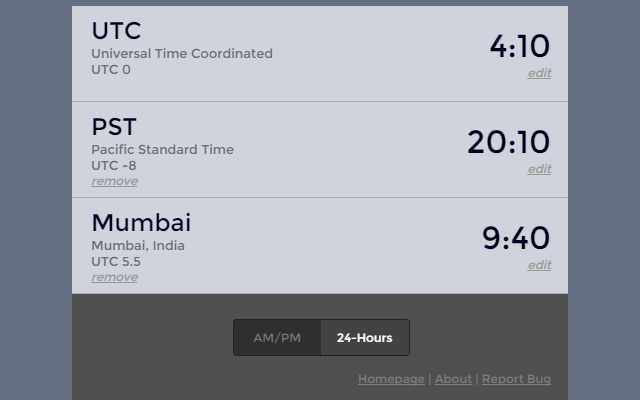 UTC
Universal Time Coordinated
UTC 0
4:10
edit
PST
Pacific Standard Time
UTC -8
remove
20:10
edit
Mumbai
Mumbai, India
UTC 5.5
remove
9:40
edit
AM/PM 24-Hours
Homepage | About | Report Bug